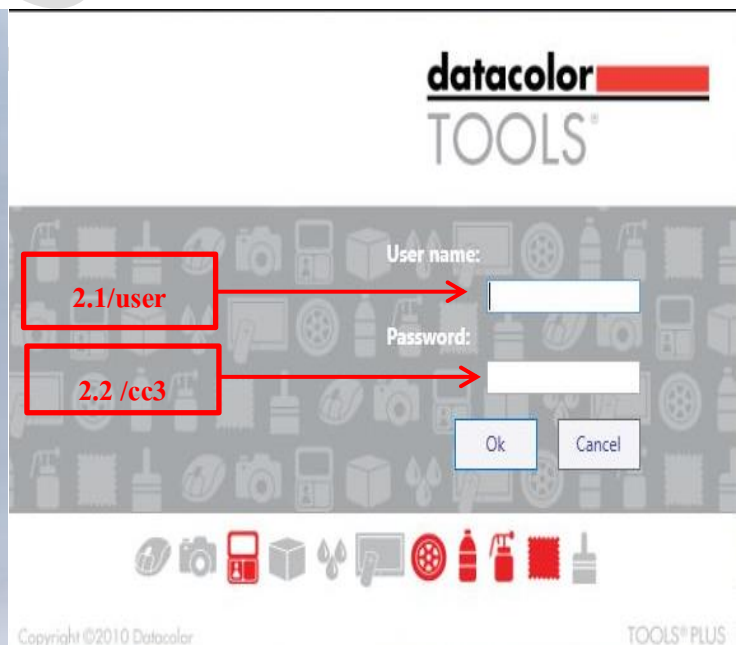 datacolor
TOOLS®
User name:
2.1/user
Password:
2.2 /cc3
Ok
Cancel
Copyright ©2010 Datacolor
TOOLS® PLUS